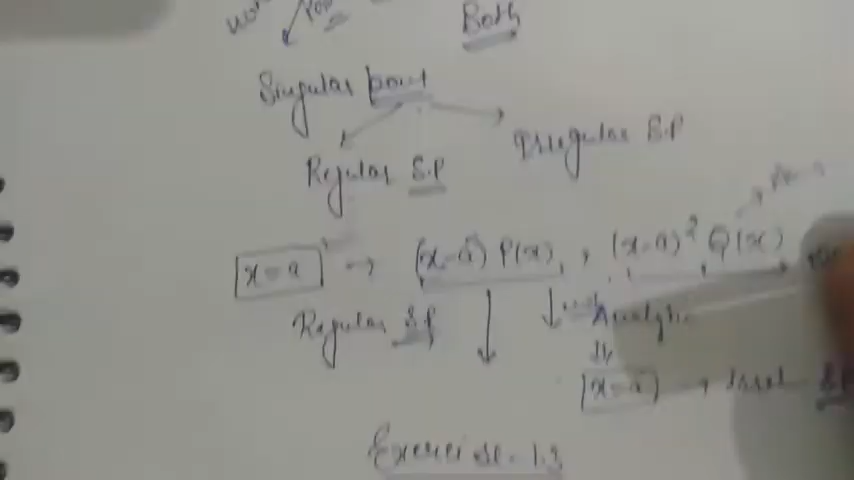 Both
Singular point
Regular S.P
Irregular S.P
x=a → (x-a) P(x), (x-a)² Q(x)
Regular S.P
Analytic
x=a → S.P
Exercise-1.3